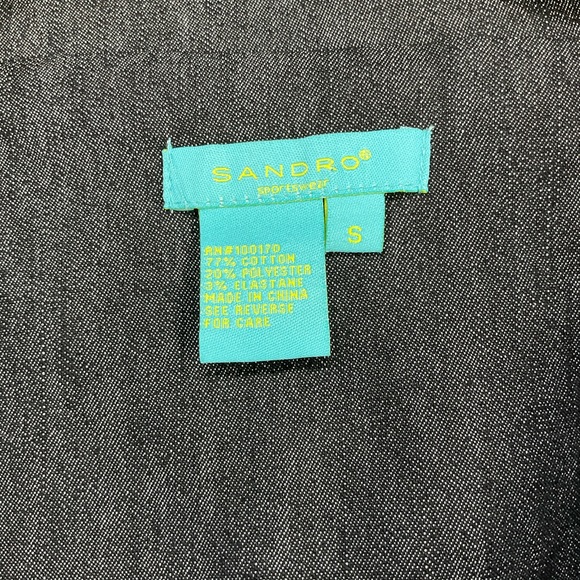 SANDRO®
sportswear
S
RN#100170
77% COTTON
20% POLYESTER
3% ELASTANE
MADE IN CHINA
SEE REVERSE
FOR CARE